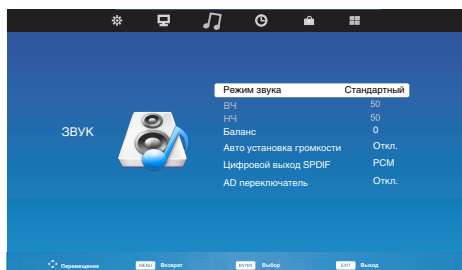 Режим звука Стандартный
ВЧ 50
НЧ 50
ЗВУК
Баланс 0
Авто установка громкости Откл.
Цифровой выход SPDIF PCM
AD переключатель Откл.
Перемещение MENU Возврат ENTER Выбор EXIT Выход